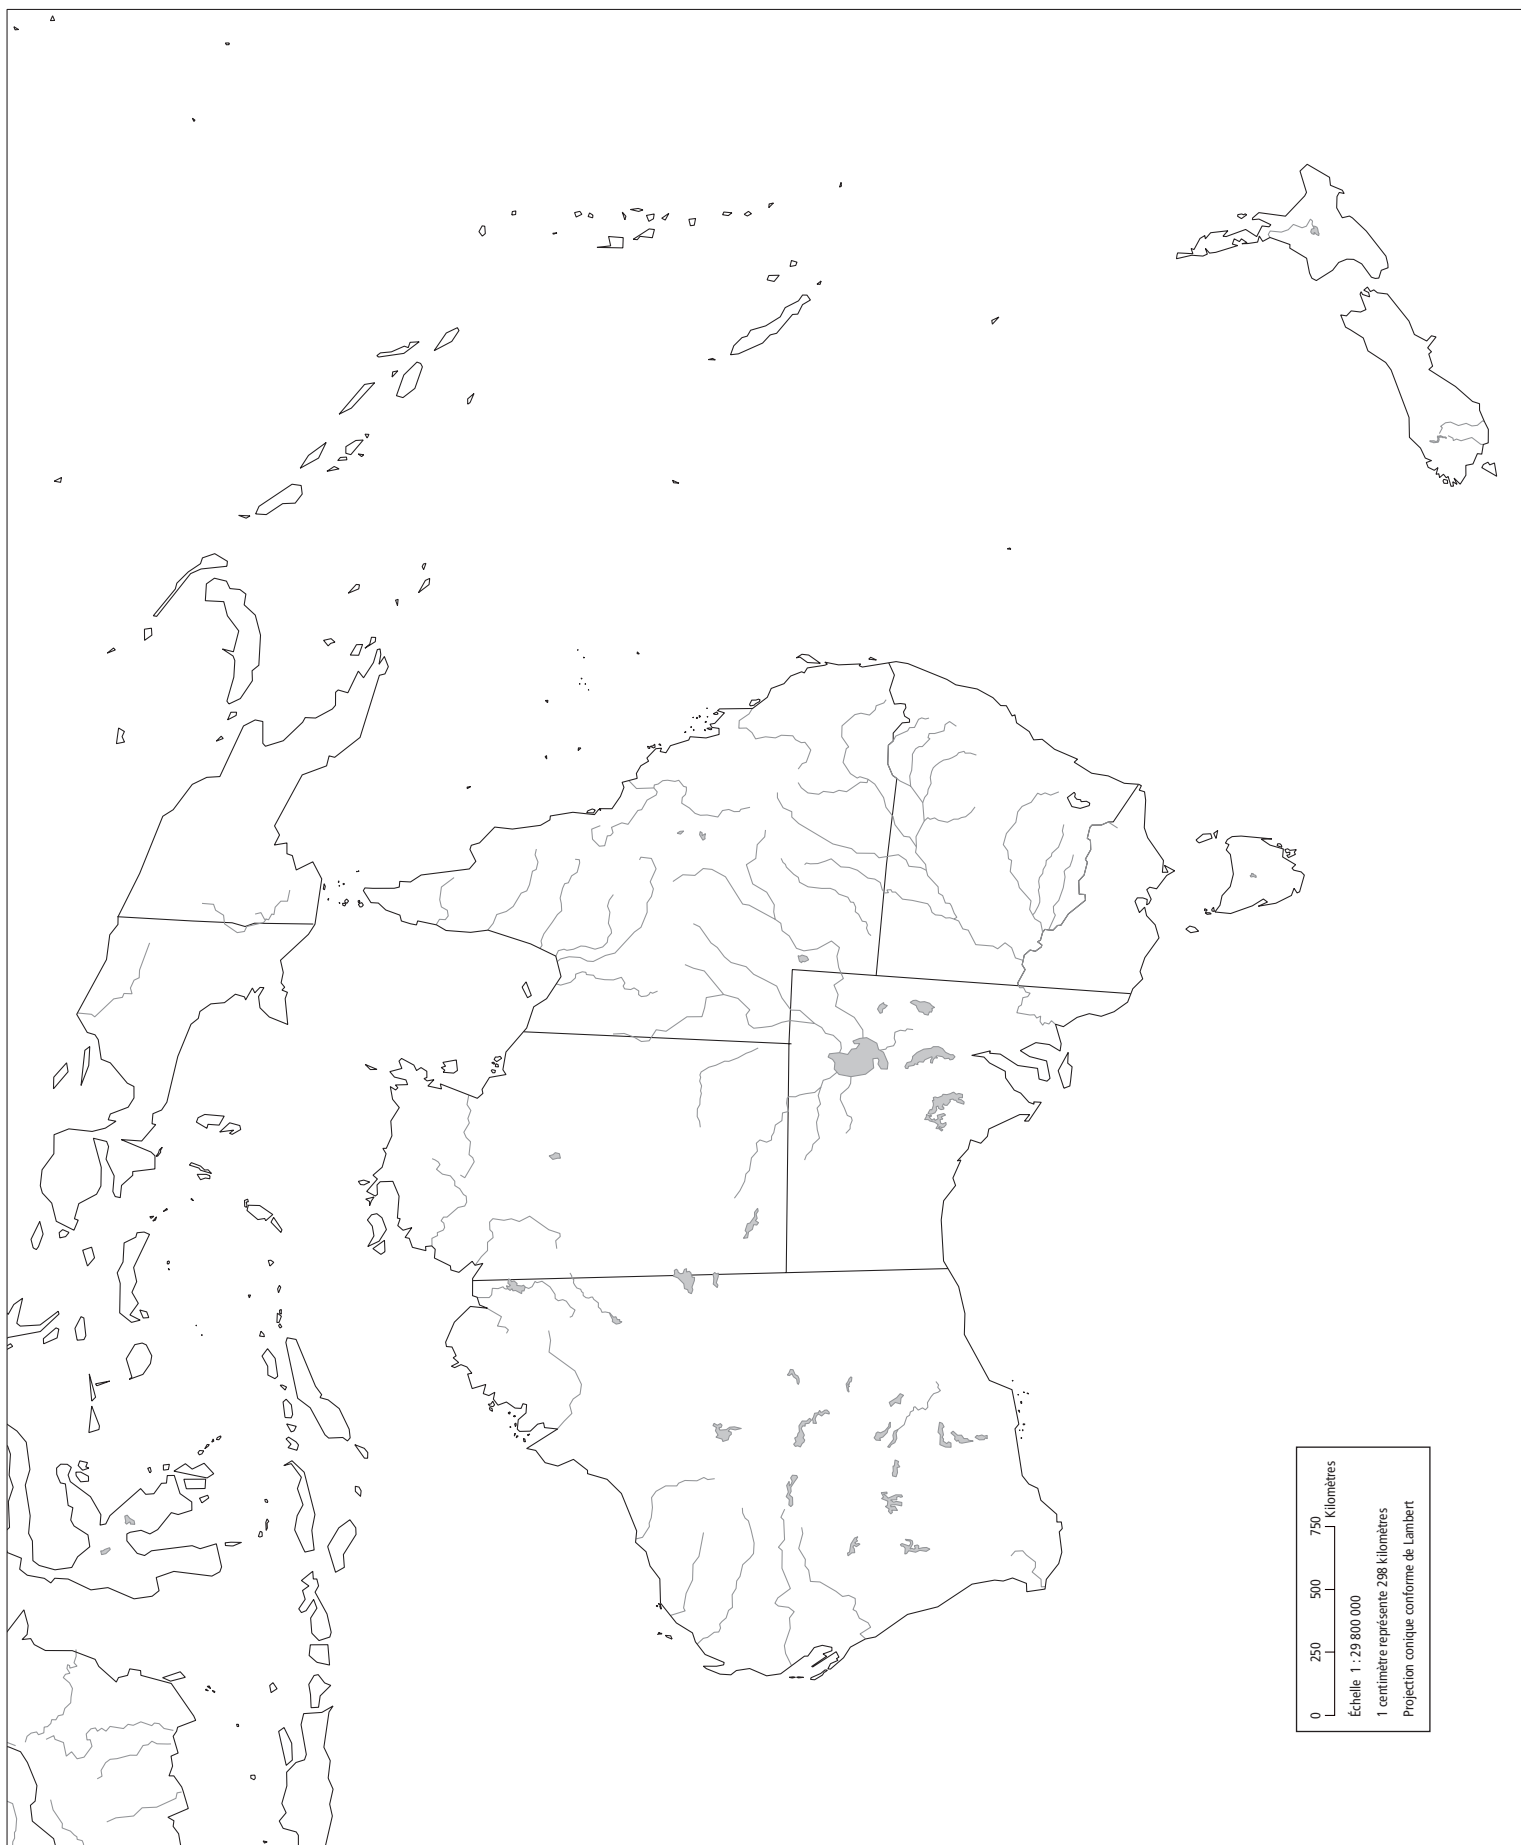 0 250 500 750
Kilomètres
Échelle 1 : 29 800 000
1 centimètre représente 298 kilomètres
Projection conique conforme de Lambert